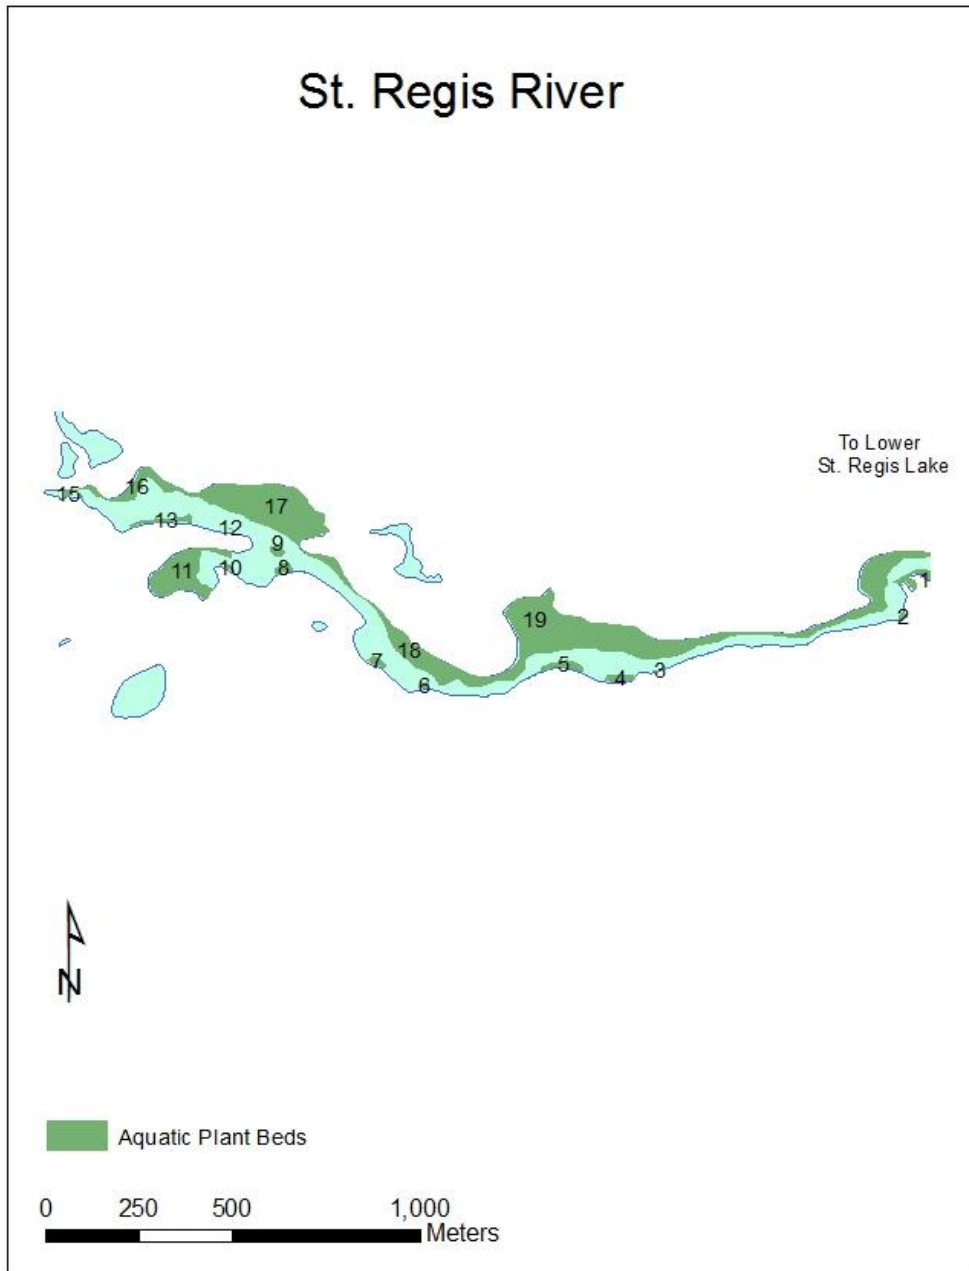 St. Regis River
To Lower
St. Regis Lake
16
15
17
13
12
9
10
8
11
1
2
19
18
7
5
3
4
6
N
Aquatic Plant Beds
0 250 500 1,000
Meters